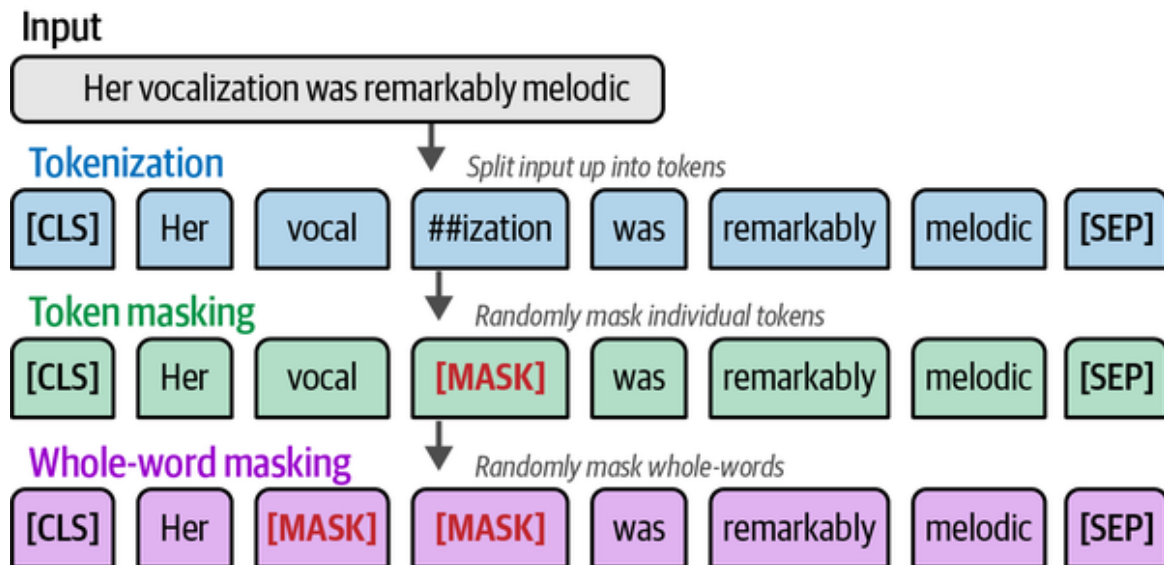 Input
Her vocalization was remarkably melodic
Tokenization
Split input up into tokens
[CLS] Her vocal ##ization was remarkably melodic [SEP]
Token masking
Randomly mask individual tokens
[CLS] Her vocal [MASK] was remarkably melodic [SEP]
Whole-word masking
Randomly mask whole-words
[CLS] Her [MASK] [MASK] was remarkably melodic [SEP]